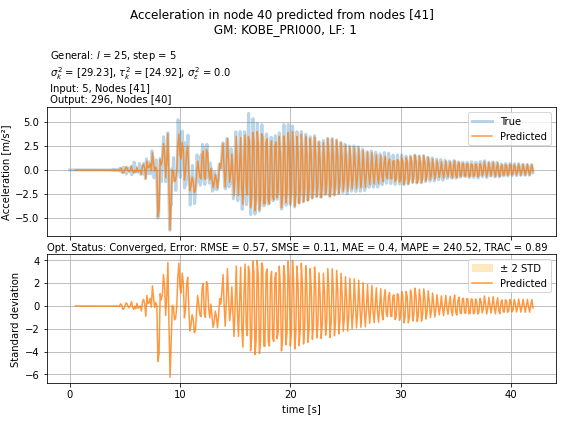 Acceleration in node 40 predicted from nodes [41]
GM: KOBE_PRI000, LF: 1
General: l = 25, step = 5
σ²ₖ = [29.23], τ²ₖ = [24.92], σ²ε = 0.0
Input: 5, Nodes [41]
Output: 296, Nodes [40]
Acceleration [m/s²]
5.0
2.5
0.0
−2.5
−5.0
True
Predicted
Opt. Status: Converged, Error: RMSE = 0.57, SMSE = 0.11, MAE = 0.4, MAPE = 240.52, TRAC = 0.89
Standard deviation
4
2
0
−2
−4
−6
± 2 STD
Predicted
0
10
20
30
40
time [s]